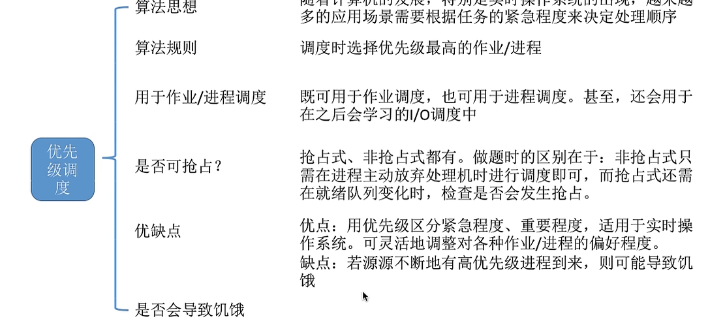 算法思想
多的应用场景需要根据任务的紧急程度来决定处理顺序
算法规则
调度时选择优先级最高的作业/进程
用于作业/进程调度
既可用于作业调度，也可用于进程调度。甚至，还会用于
在之后会学习的I/O调度中
优先
级调
度
是否可抢占？
抢占式、非抢占式都有。做题时的区别在于：非抢占式只
需在进程主动放弃处理机时进行调度即可，而抢占式还需
在就绪队列变化时，检查是否会发生抢占。
优缺点
优点：用优先级区分紧急程度、重要程度，适用于实时操
作系统。可灵活地调整对各种作业/进程的偏好程度。
缺点：若源源不断地有高优先级进程到来，则可能导致饥
饿
是否会导致饥饿